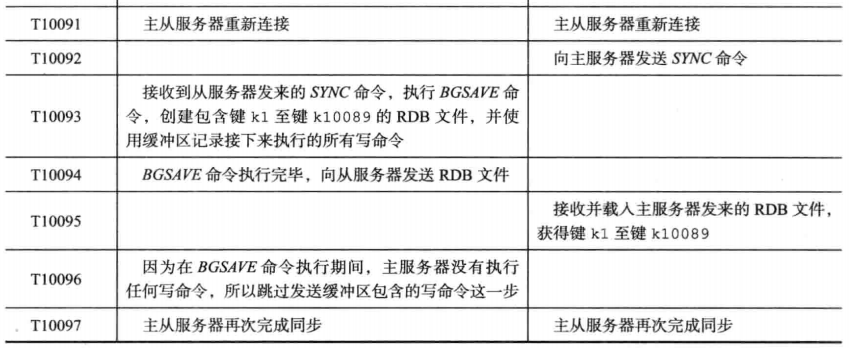 T10091 主从服务器重新连接 主从服务器重新连接
T10092 向主服务器发送 SYNC 命令
接收到从服务器发来的 SYNC 命令，执行 BGSAVE 命
T10093 令，创建包含键 k1 至键 k10089 的 RDB 文件，并使
用缓冲区记录接下来执行的所有写命令
T10094 BGSAVE 命令执行完毕，向从服务器发送 RDB 文件
接收并载入主服务器发来的 RDB 文件，
T10095
获得键 k1 至键 k10089
因为在 BGSAVE 命令执行期间，主服务器没有执行
T10096
任何写命令，所以跳过发送缓冲区包含的写命令这一步
T10097 主从服务器再次完成同步 主从服务器再次完成同步